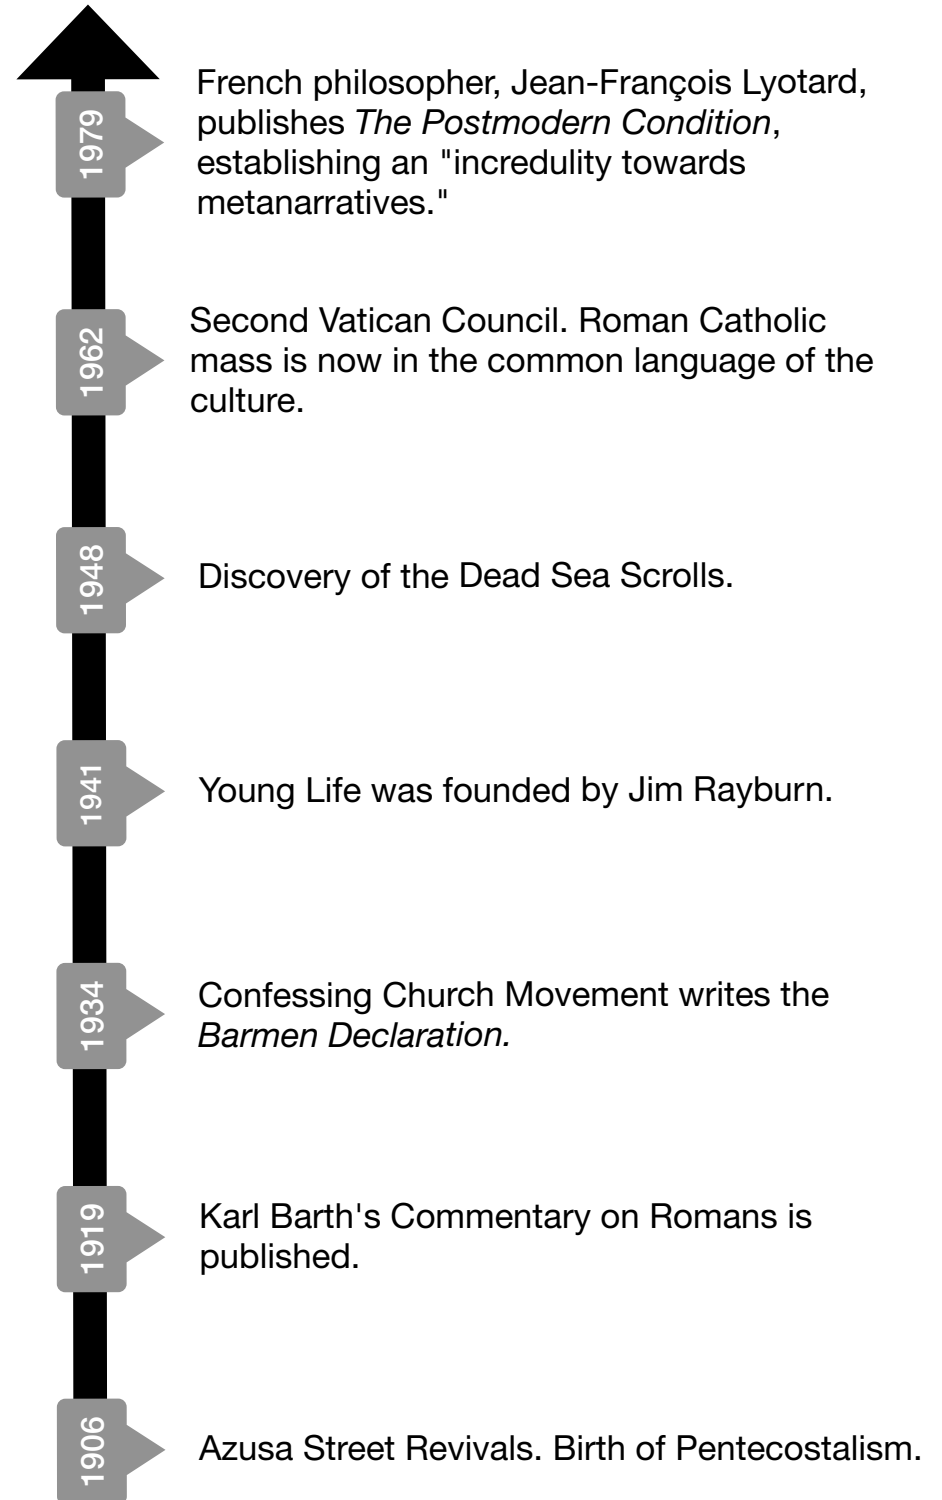 1979
French philosopher, Jean-François Lyotard,
publishes The Postmodern Condition,
establishing an "incredulity towards
metanarratives."
1962
Second Vatican Council. Roman Catholic
mass is now in the common language of the
culture.
1948
Discovery of the Dead Sea Scrolls.
1941
Young Life was founded by Jim Rayburn.
1934
Confessing Church Movement writes the
Barmen Declaration.
1919
Karl Barth's Commentary on Romans is
published.
1906
Azusa Street Revivals. Birth of Pentecostalism.